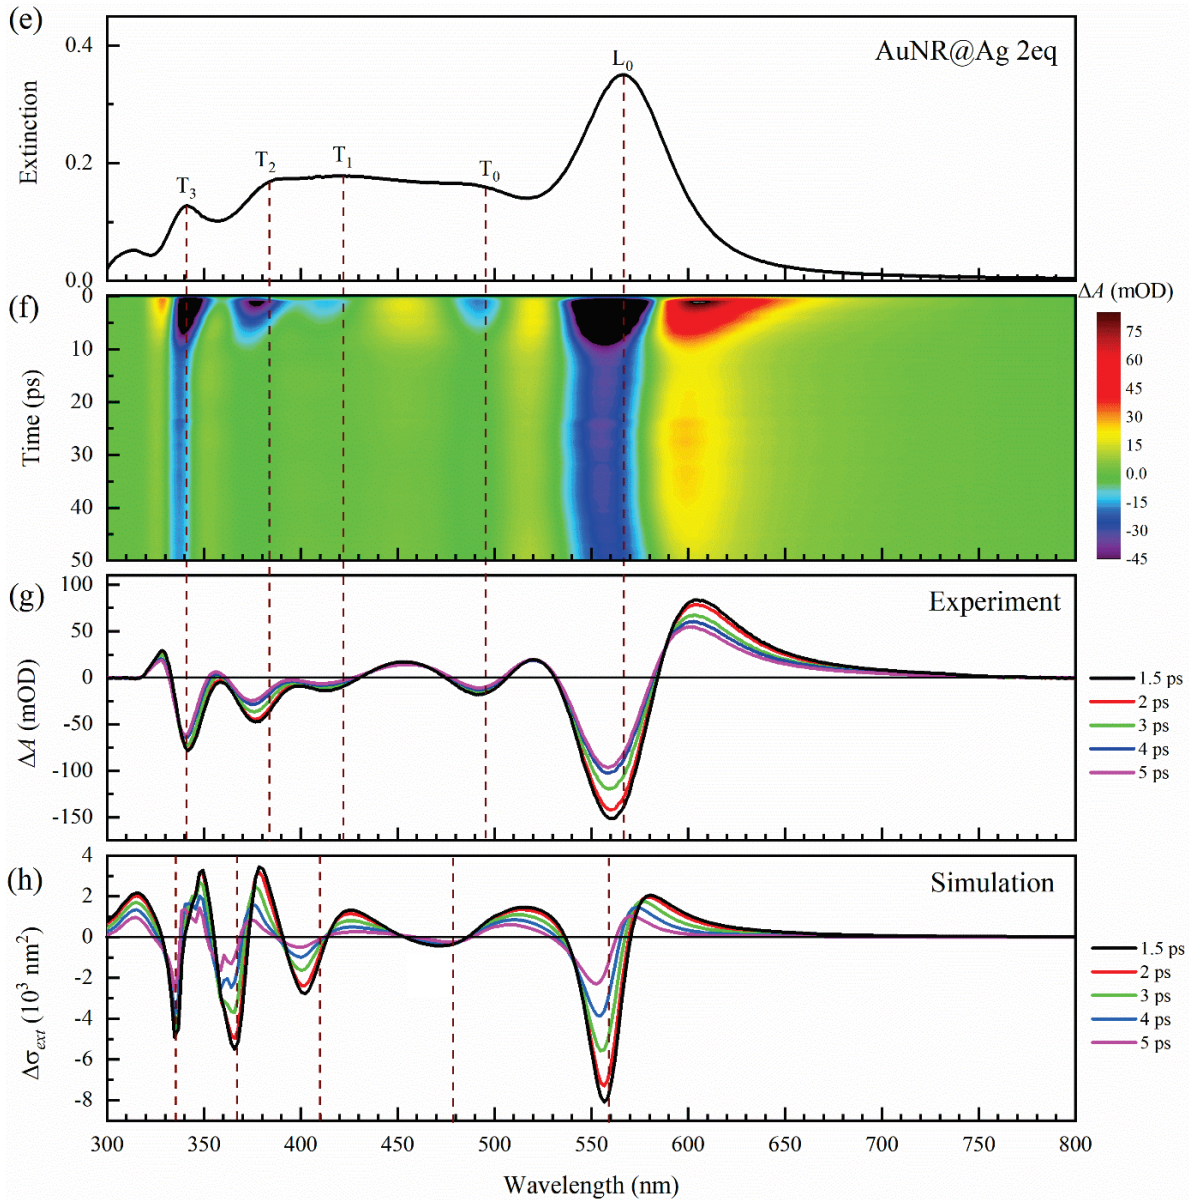 (e)
0.4
0.2
0.0
Extinction
AuNR@Ag 2eq
L0
T3
T2
T1
T0
(f)
0
10
20
30
40
50
Time (ps)
ΔA (mOD)
75
60
45
30
15
0.0
-15
-30
-45
(g)
100
50
0
-50
-100
-150
ΔA (mOD)
Experiment
1.5 ps
2 ps
3 ps
4 ps
5 ps
(h)
4
2
0
-2
-4
-6
-8
Δσext (10³ nm²)
Simulation
1.5 ps
2 ps
3 ps
4 ps
5 ps
300 350 400 450 500 550 600 650 700 750 800
Wavelength (nm)